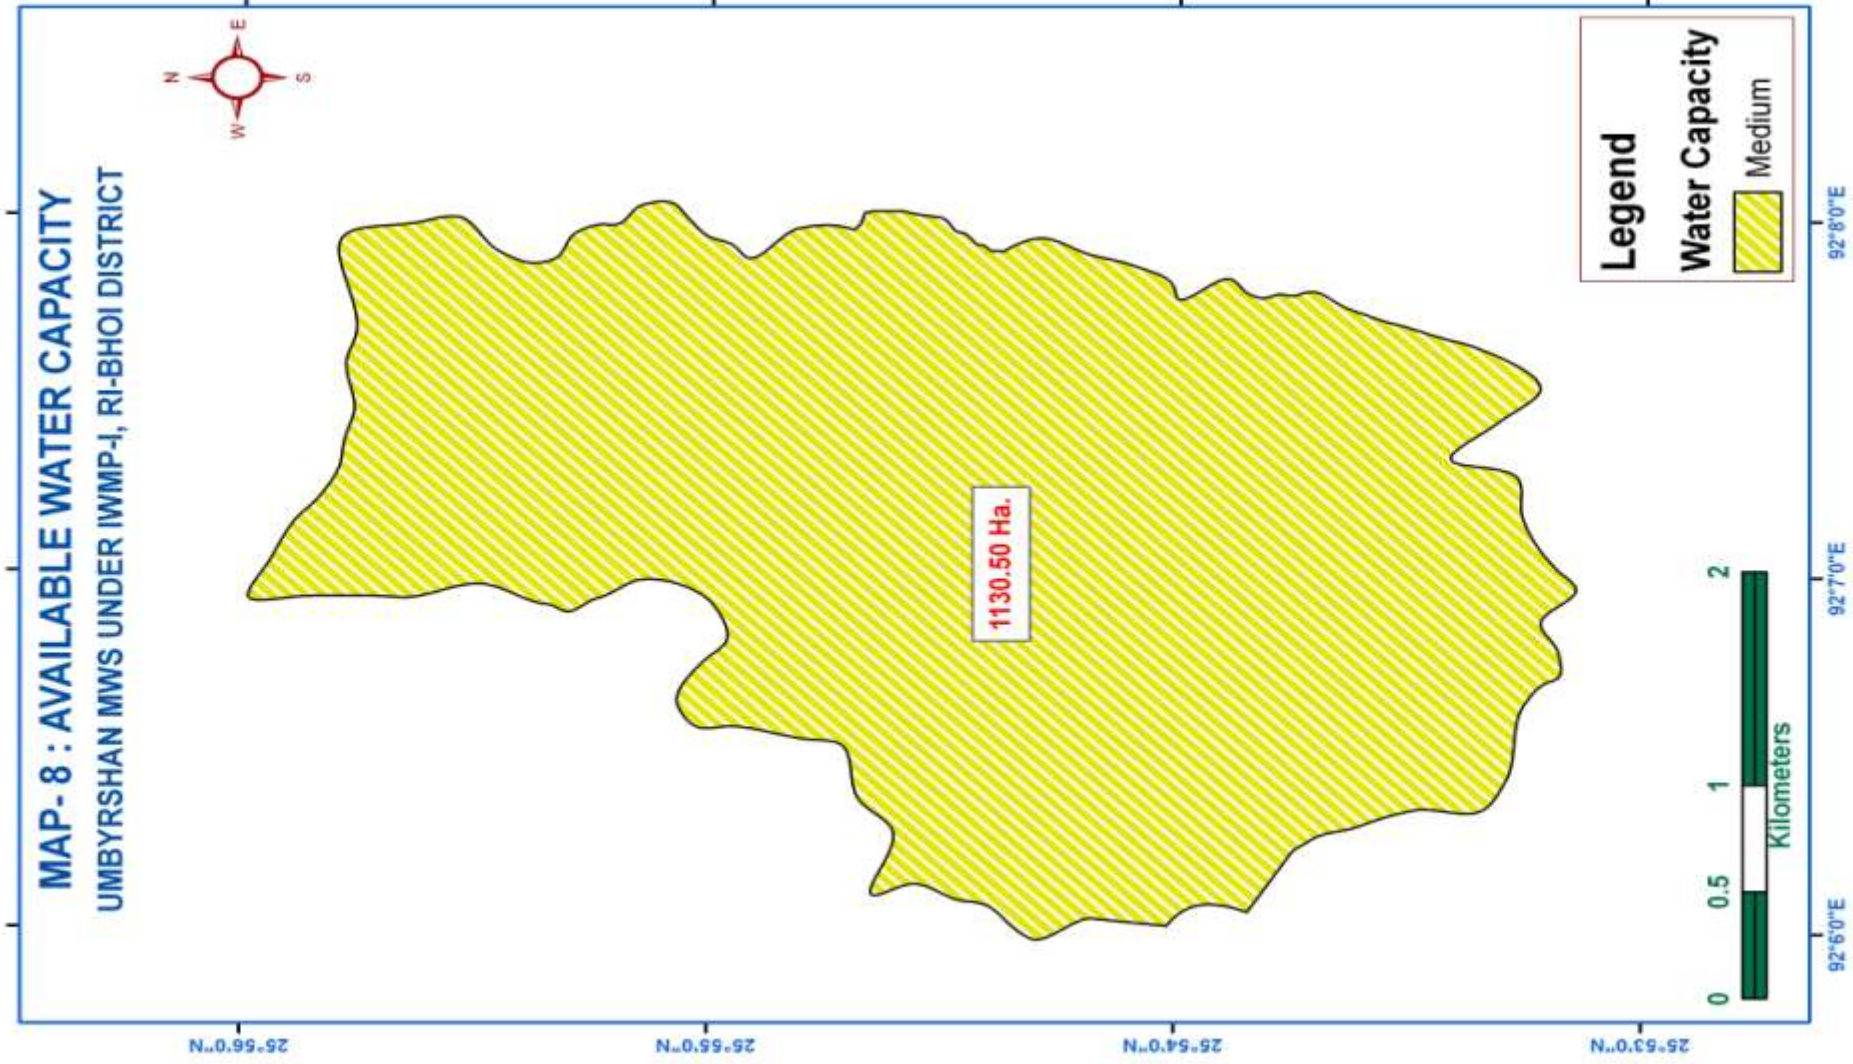 MAP- 8 : AVAILABLE WATER CAPACITY
UMBYRSHAN MWS UNDER IWMP-I, RI-BHOI DISTRICT
N
W
E
S
25°56'0"N
25°55'0"N
25°54'0"N
25°53'0"N
1130.50 Ha.
Legend
Water Capacity
Medium
0 0.5 1 2
Kilometers
92°6'0"E 92°7'0"E 92°8'0"E